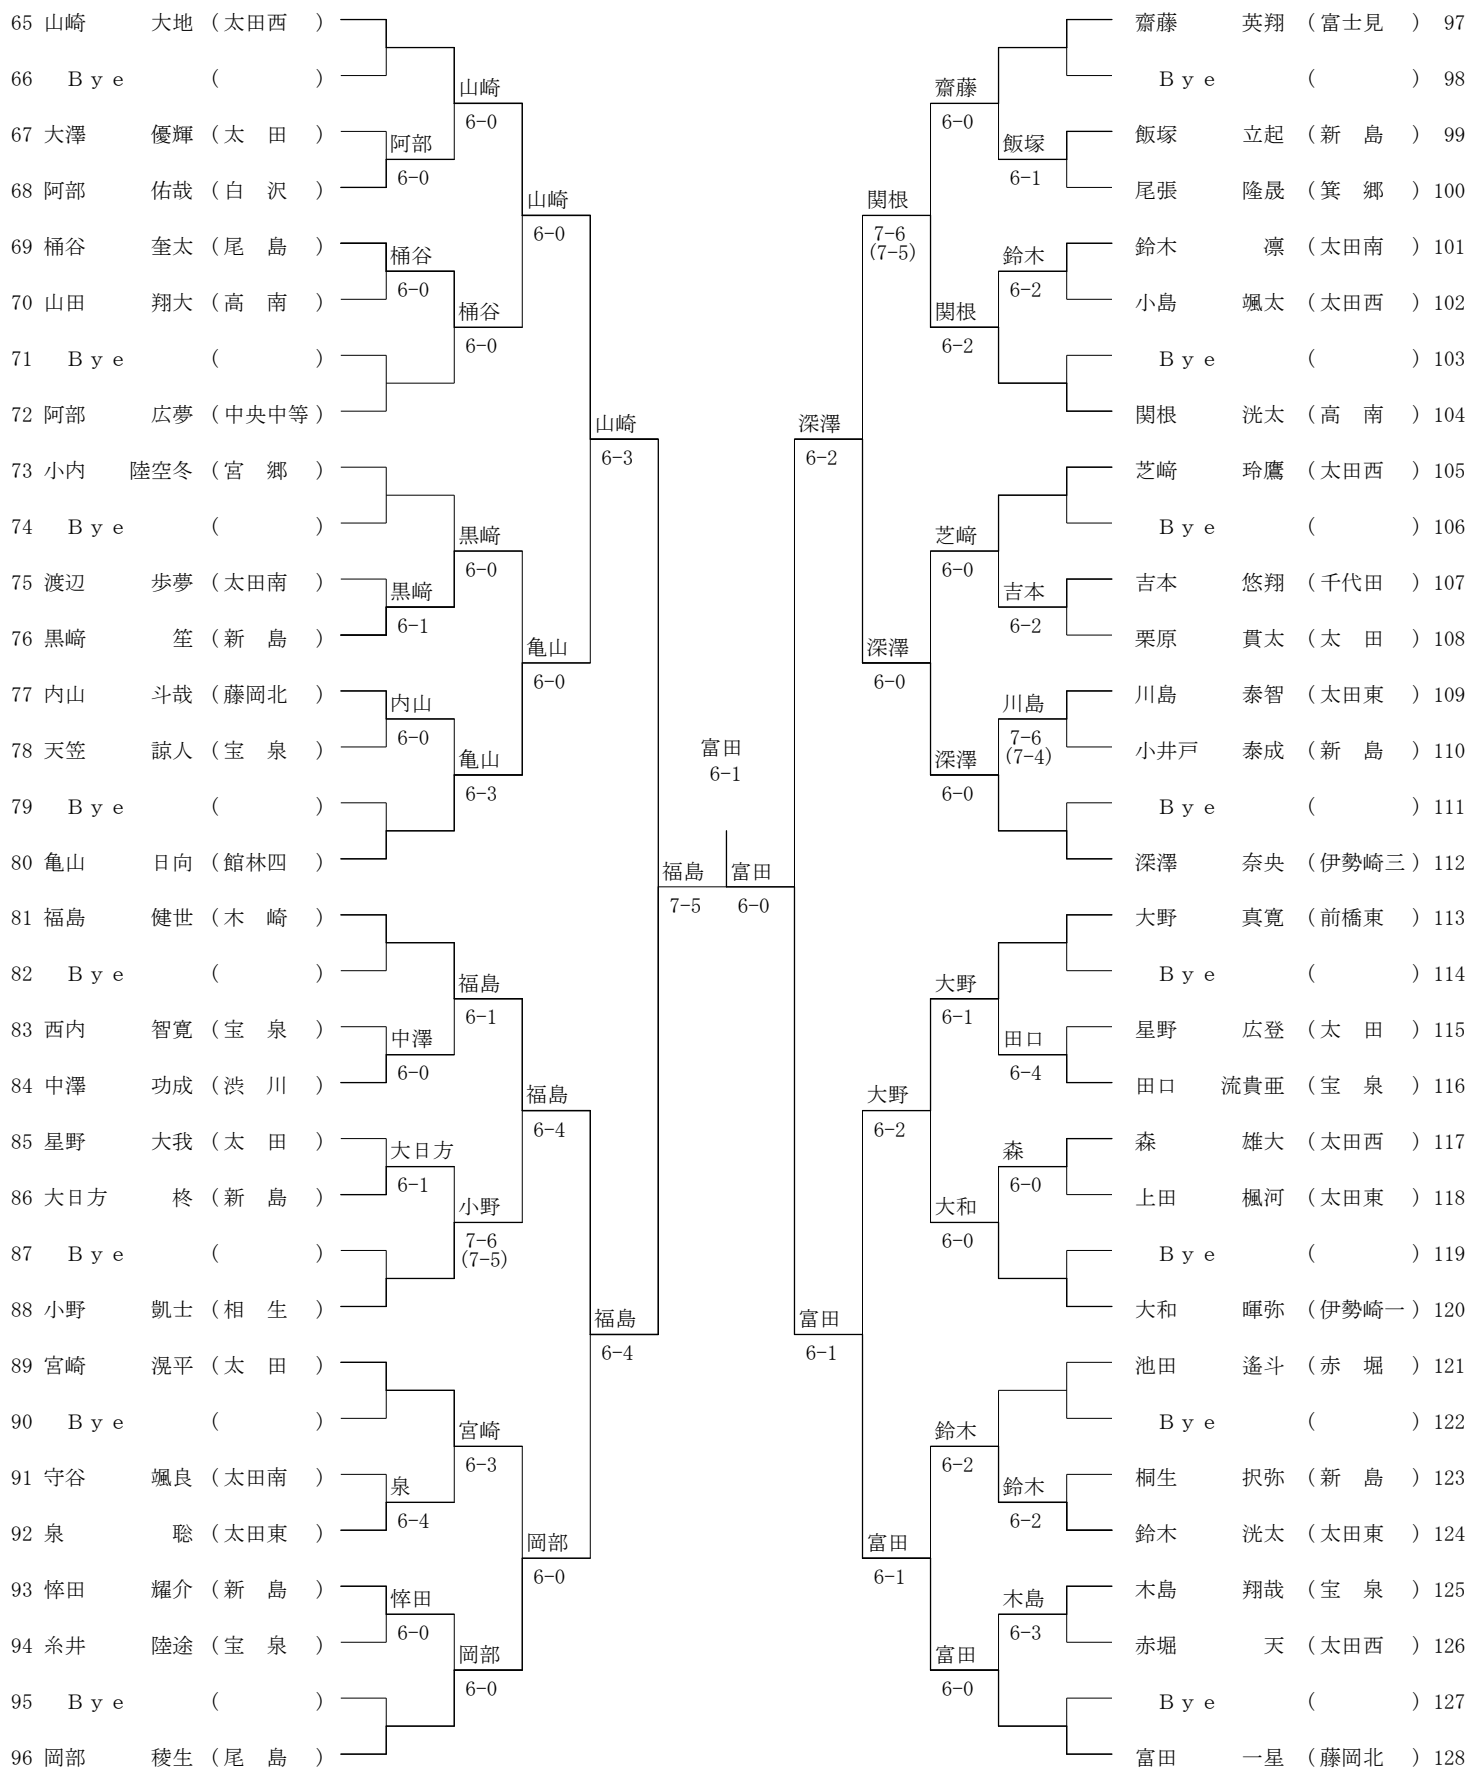 65 山崎 大地 （太田西 ）
66 Ｂｙｅ （ ）
67 大澤 優輝 （太 田 ）
68 阿部 佑哉 （白 沢 ）
69 桶谷 奎太 （尾 島 ）
70 山田 翔大 （高 南 ）
71 Ｂｙｅ （ ）
72 阿部 広夢 （中央中等）
73 小内 陸空冬 （宮 郷 ）
74 Ｂｙｅ （ ）
75 渡辺 歩夢 （太田南 ）
76 黒﨑 笙 （新 島 ）
77 内山 斗哉 （藤岡北 ）
78 天笠 諒人 （宝 泉 ）
79 Ｂｙｅ （ ）
80 亀山 日向 （館林四 ）
81 福島 健世 （木 崎 ）
82 Ｂｙｅ （ ）
83 西内 智寛 （宝 泉 ）
84 中澤 功成 （渋 川 ）
85 星野 大我 （太 田 ）
86 大日方 柊 （新 島 ）
87 Ｂｙｅ （ ）
88 小野 凱士 （相 生 ）
89 宮崎 滉平 （太 田 ）
90 Ｂｙｅ （ ）
91 守谷 颯良 （太田南 ）
92 泉 聡 （太田東 ）
93 倅田 耀介 （新 島 ）
94 糸井 陸途 （宝 泉 ）
95 Ｂｙｅ （ ）
96 岡部 稜生 （尾 島 ）
阿部
6-0
桶谷
6-0
黒﨑
6-1
内山
6-0
中澤
6-0
大日方
6-1
泉
6-4
倅田
6-0
山崎
6-0
桶谷
6-0
黒﨑
6-0
亀山
6-3
福島
6-1
小野
7-6
(7-5)
宮崎
6-3
岡部
6-0
山崎
6-0
亀山
6-0
福島
6-4
岡部
6-0
山崎
6-3
福島
6-4
福島
7-5
富田
6-1
富田
6-0
深澤
6-2
富田
6-1
関根
7-6
(7-5)
深澤
6-0
大野
6-2
富田
6-1
齋藤
6-0
関根
6-2
芝﨑
6-0
深澤
6-0
大野
6-1
大和
6-0
鈴木
6-2
富田
6-0
飯塚
6-1
鈴木
6-2
吉本
6-2
川島
7-6
(7-4)
田口
6-4
森
6-0
鈴木
6-2
木島
6-3
齋藤 英翔 （富士見 ） 97
Ｂｙｅ （ ） 98
飯塚 立起 （新 島 ） 99
尾張 隆晟 （箕 郷 ） 100
鈴木 凛 （太田南 ） 101
小島 颯太 （太田西 ） 102
Ｂｙｅ （ ） 103
関根 洸太 （高 南 ） 104
芝﨑 玲鷹 （太田西 ） 105
Ｂｙｅ （ ） 106
吉本 悠翔 （千代田 ） 107
栗原 貫太 （太 田 ） 108
川島 泰智 （太田東 ） 109
小井戸 泰成 （新 島 ） 110
Ｂｙｅ （ ） 111
深澤 奈央 （伊勢崎三） 112
大野 真寛 （前橋東 ） 113
Ｂｙｅ （ ） 114
星野 広登 （太 田 ） 115
田口 流貴亜 （宝 泉 ） 116
森 雄大 （太田西 ） 117
上田 楓河 （太田東 ） 118
Ｂｙｅ （ ） 119
大和 暉弥 （伊勢崎一） 120
池田 遙斗 （赤 堀 ） 121
Ｂｙｅ （ ） 122
桐生 択弥 （新 島 ） 123
鈴木 洸太 （太田東 ） 124
木島 翔哉 （宝 泉 ） 125
赤堀 天 （太田西 ） 126
Ｂｙｅ （ ） 127
富田 一星 （藤岡北 ） 128